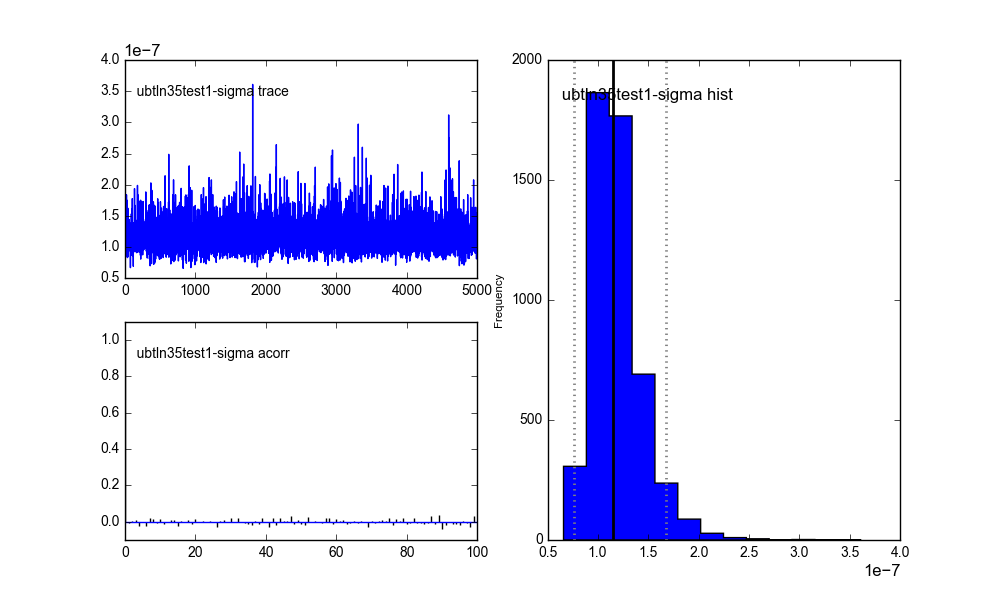 1e−7
4.0
3.5
3.0
2.5
2.0
1.5
1.0
0.5
ubtln35test1-sigma trace
0 1000 2000 3000 4000 5000
1.0
0.8
0.6
0.4
0.2
0.0
ubtln35test1-sigma acorr
0 20 40 60 80 100
Frequency
2000
1500
1000
500
0
ubtln35test1-sigma hist
0.5 1.0 1.5 2.0 2.5 3.0 3.5 4.0
1e−7